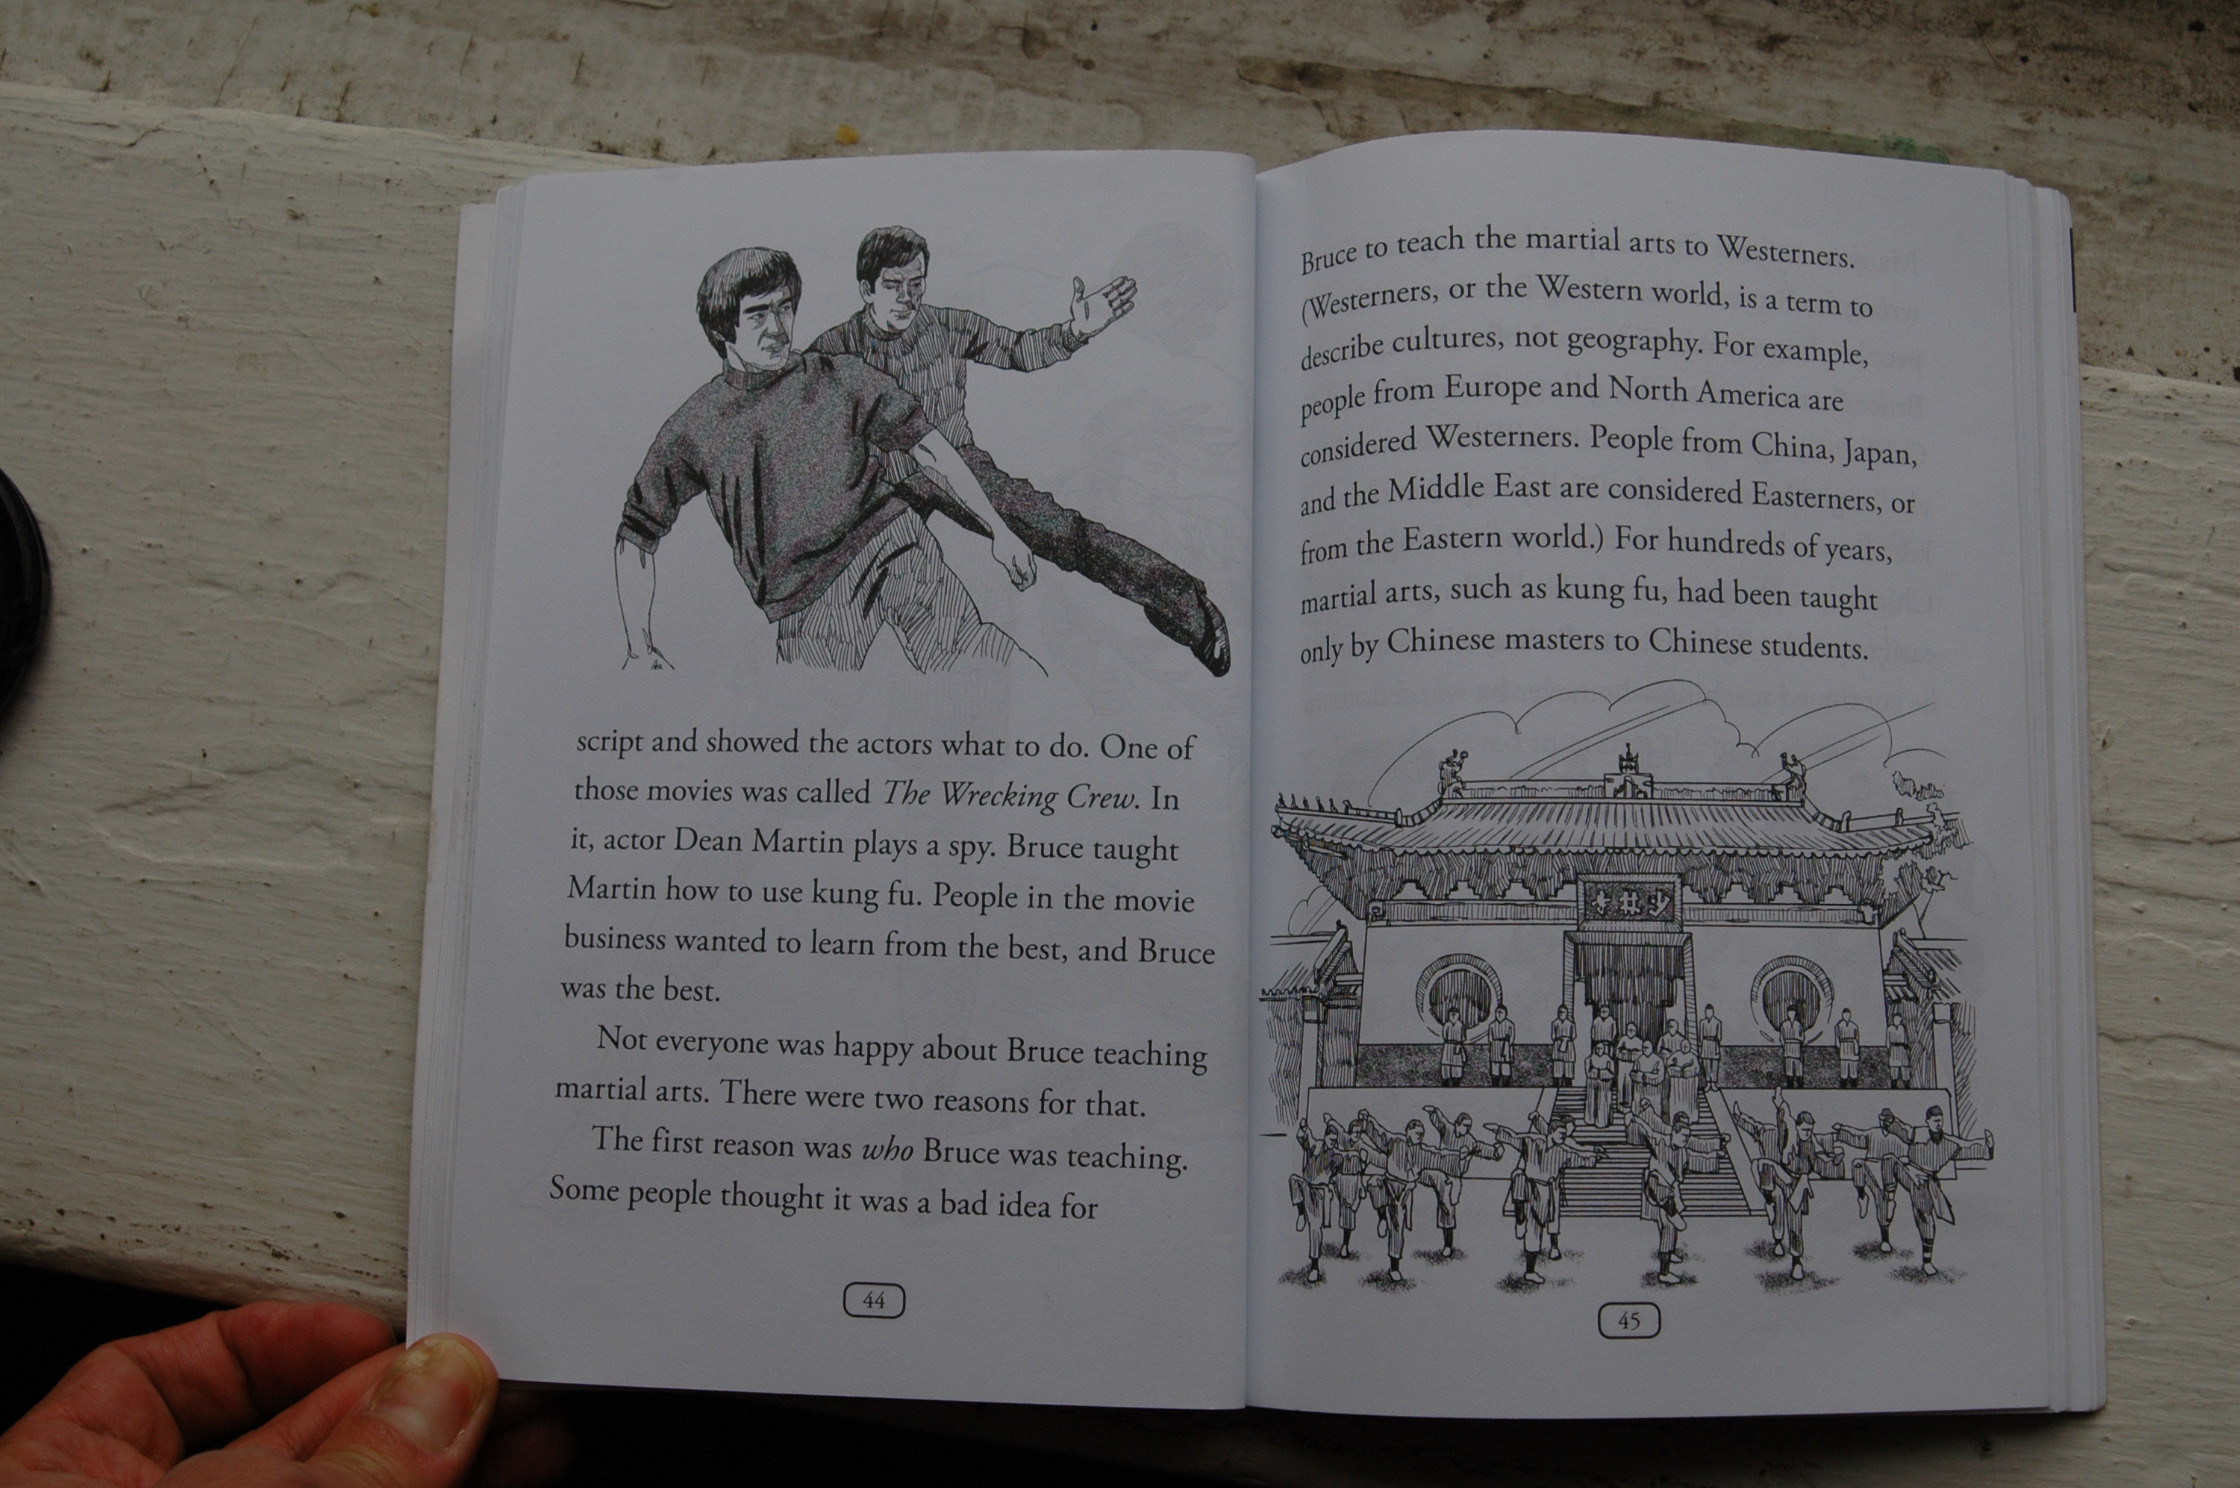 script and showed the actors what to do. One of
those movies was called The Wrecking Crew. In
it, actor Dean Martin plays a spy. Bruce taught
Martin how to use kung fu. People in the movie
business wanted to learn from the best, and Bruce
was the best.
Not everyone was happy about Bruce teaching
martial arts. There were two reasons for that.
The first reason was who Bruce was teaching.
Some people thought it was a bad idea for
44
Bruce to teach the martial arts to Westerners.
(Westerners, or the Western world, is a term to
describe cultures, not geography. For example,
people from Europe and North America are
considered Westerners. People from China, Japan,
and the Middle East are considered Easterners, or
from the Eastern world.) For hundreds of years,
martial arts, such as kung fu, had been taught
only by Chinese masters to Chinese students.
45